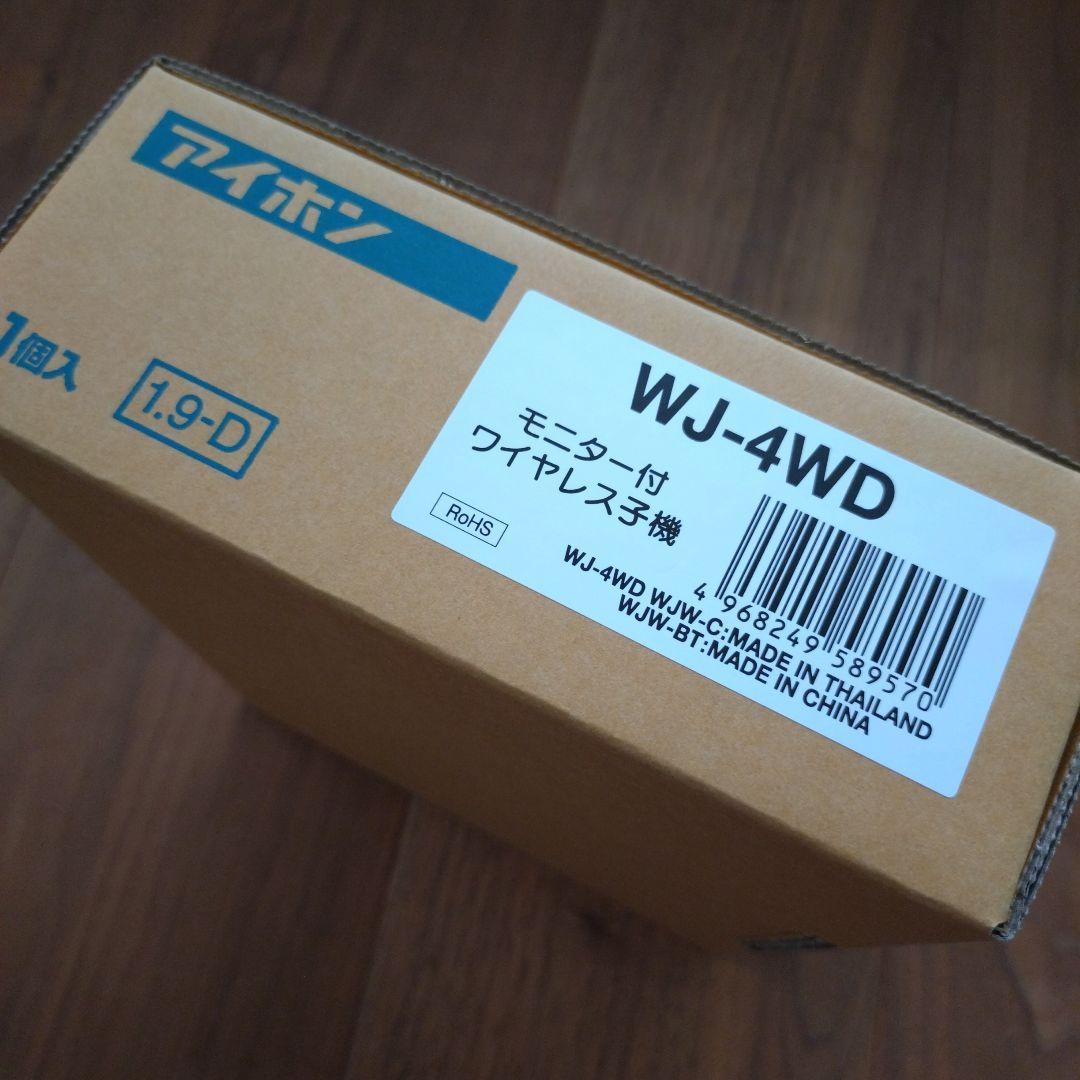 アイホン
1個入
1.9-D
WJ-4WD
モニター付
ワイヤレス子機
RoHS
4 968249 589570
WJ-4WD WJW-C:MADE IN THAILAND
WJW-BT:MADE IN CHINA